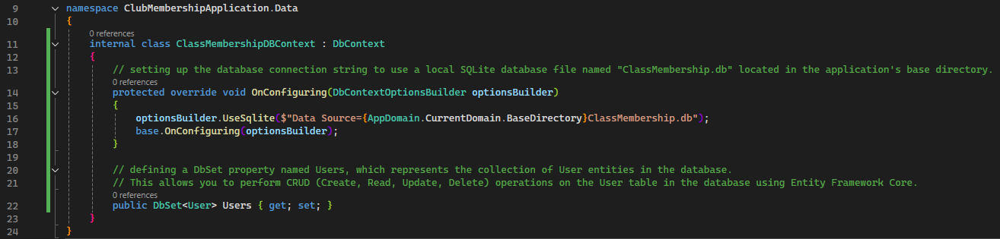 9 namespace ClubMembershipApplication.Data
10 {
0 references
11 internal class ClassMembershipDBContext : DbContext
12 {
13 // setting up the database connection string to use a local SQLite database file named "ClassMembership.db" located in the application's base directory.
0 references
14 protected override void OnConfiguring(DbContextOptionsBuilder optionsBuilder)
15 {
16 optionsBuilder.UseSqlite($"Data Source={AppDomain.CurrentDomain.BaseDirectory}ClassMembership.db");
17 base.OnConfiguring(optionsBuilder);
18 }
19
20 // defining a DbSet property named Users, which represents the collection of User entities in the database.
21 // This allows you to perform CRUD (Create, Read, Update, Delete) operations on the User table in the database using Entity Framework Core.
0 references
22 public DbSet<User> Users { get; set; }
23 }
24 }